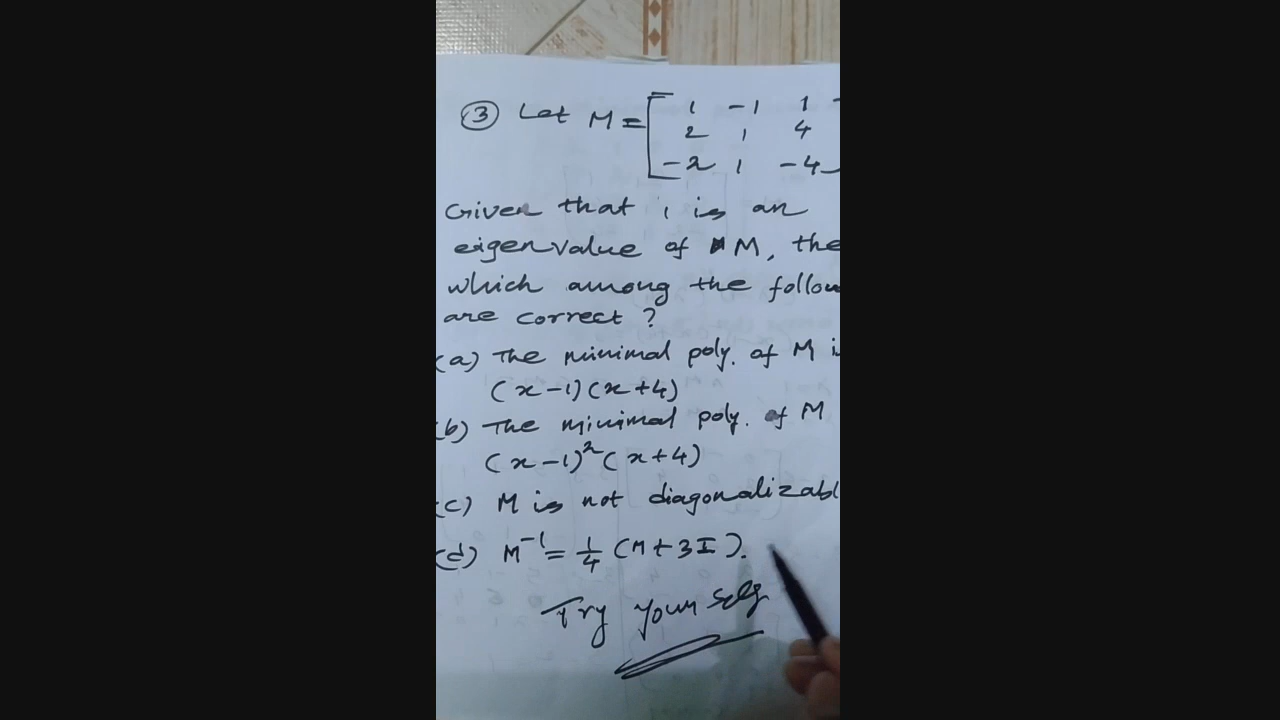 ③ Let M = [ 1 -1 1
2 1 4
-2 1 -4
Given that 1 is an
eigenvalue of M, the
which among the follow
are correct ?
(a) The minimal poly. of M i
(x-1)(x+4)
(b) The minimal poly. of M
(x-1)²(x+4)
(c) M is not diagonalizabl
(d) M⁻¹ = 1/4 (M+3I).
Try your self